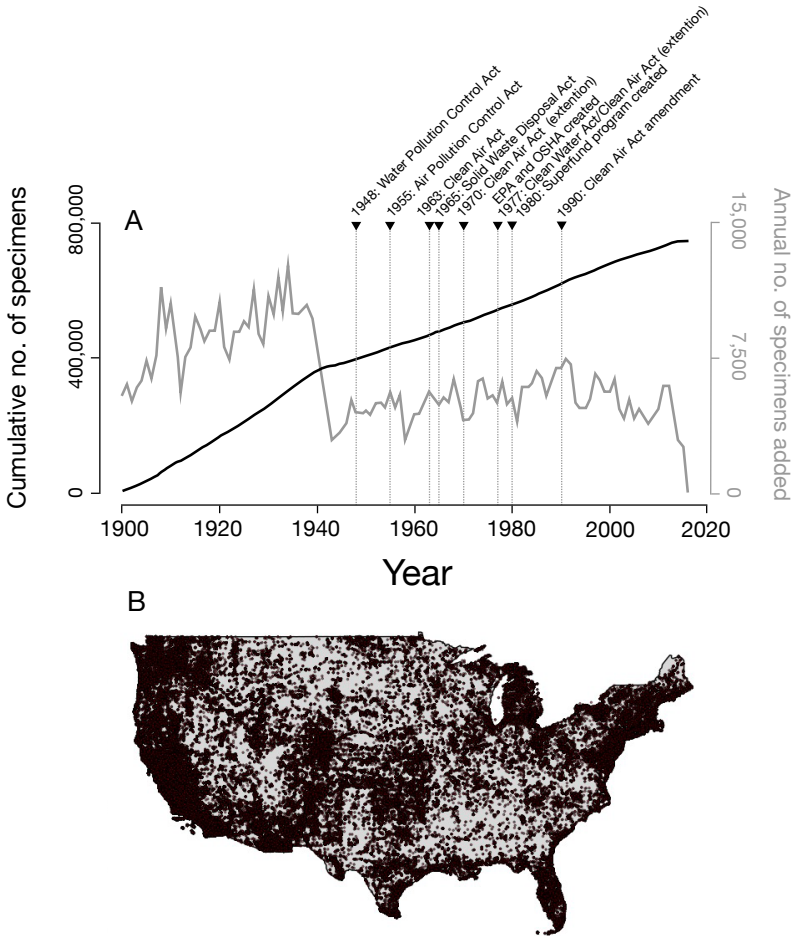 1948: Water Pollution Control Act
1955: Air Pollution Control Act
1963: Clean Air Act
1965: Solid Waste Disposal Act
1970: Clean Air Act (extention)
EPA and OSHA created
1977: Clean Water Act/Clean Air Act (extention)
1980: Superfund program created
1990: Clean Air Act amendment
A
Cumulative no. of specimens
800,000
400,000
0
15,000
7,500
0
Annual no. of specimens added
1900 1920 1940 1960 1980 2000 2020
Year
B